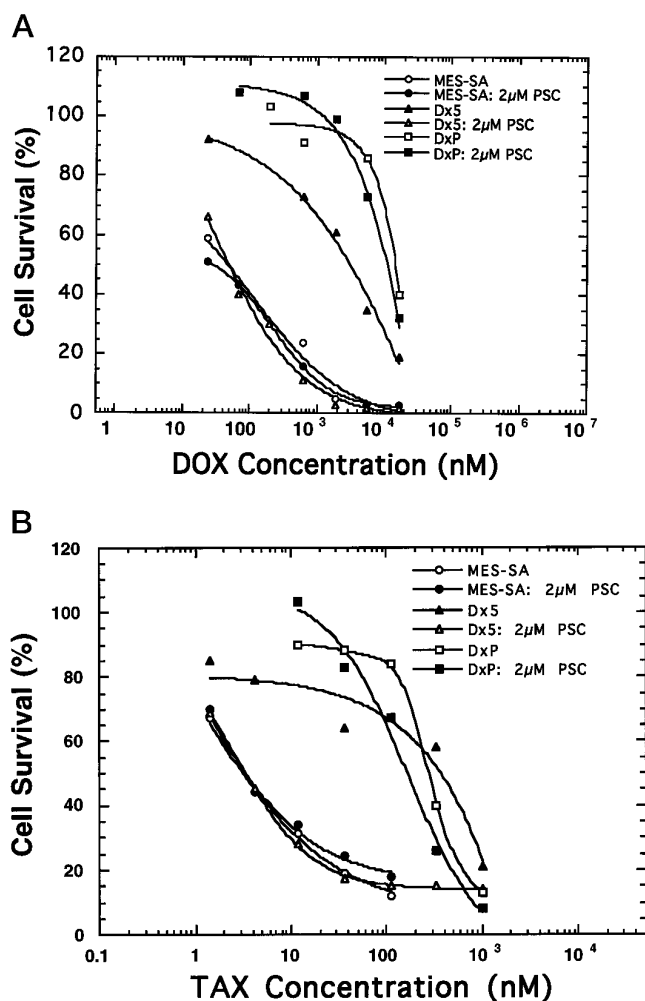 A
120
100
80
60
40
20
0
Cell Survival (%)
MES-SA
MES-SA: 2µM PSC
Dx5
Dx5: 2µM PSC
DxP
DxP: 2µM PSC
1 10 100 10³ 10⁴ 10⁵ 10⁶ 10⁷
DOX Concentration (nM)
B
120
100
80
60
40
20
0
Cell Survival (%)
MES-SA
MES-SA: 2µM PSC
Dx5
Dx5: 2µM PSC
DxP
DxP: 2µM PSC
0.1 1 10 100 10³ 10⁴
TAX Concentration (nM)